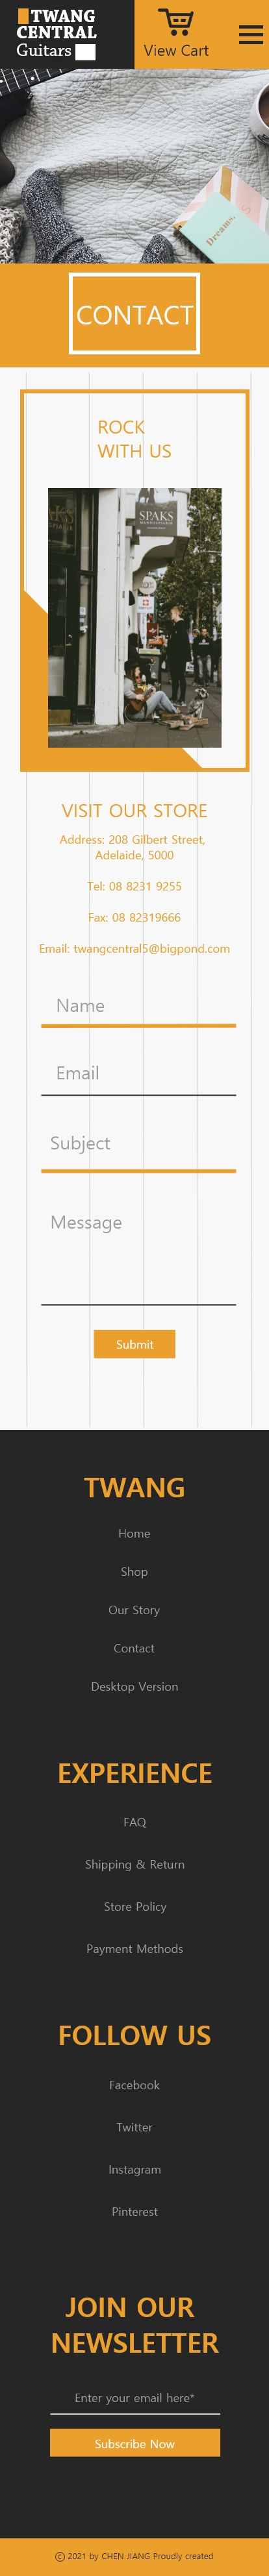 TWANG
CENTRAL
Guitars
View Cart
Dreams.
CONTACT
ROCK
WITH US
SPAKS
VISIT OUR STORE
Address: 208 Gilbert Street,
Adelaide, 5000
Tel: 08 8231 9255
Fax: 08 82319666
Email: twangcentral5@bigpond.com
Name
Email
Subject
Message
Submit
TWANG
Home
Shop
Our Story
Contact
Desktop Version
EXPERIENCE
FAQ
Shipping & Return
Store Policy
Payment Methods
FOLLOW US
Facebook
Twitter
Instagram
Pinterest
JOIN OUR
NEWSLETTER
Enter your email here*
Subscribe Now
© 2021 by CHEN JIANG Proudly created